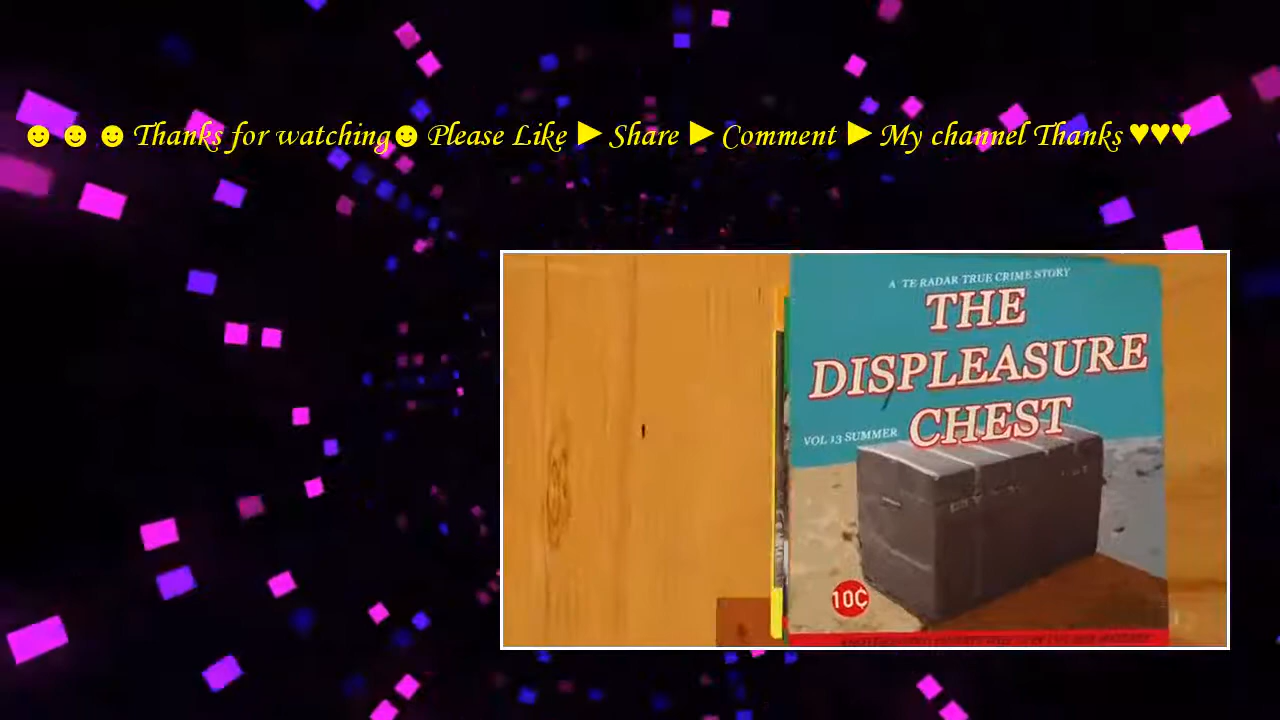 ☻ ☻ ☻ Thanks for watching☻ Please Like ► Share ► Comment ► My channel Thanks ♥♥♥
A TE RADAR TRUE CRIME STORY
THE
DISPLEASURE
CHEST
VOL 13 SUMMER
10¢